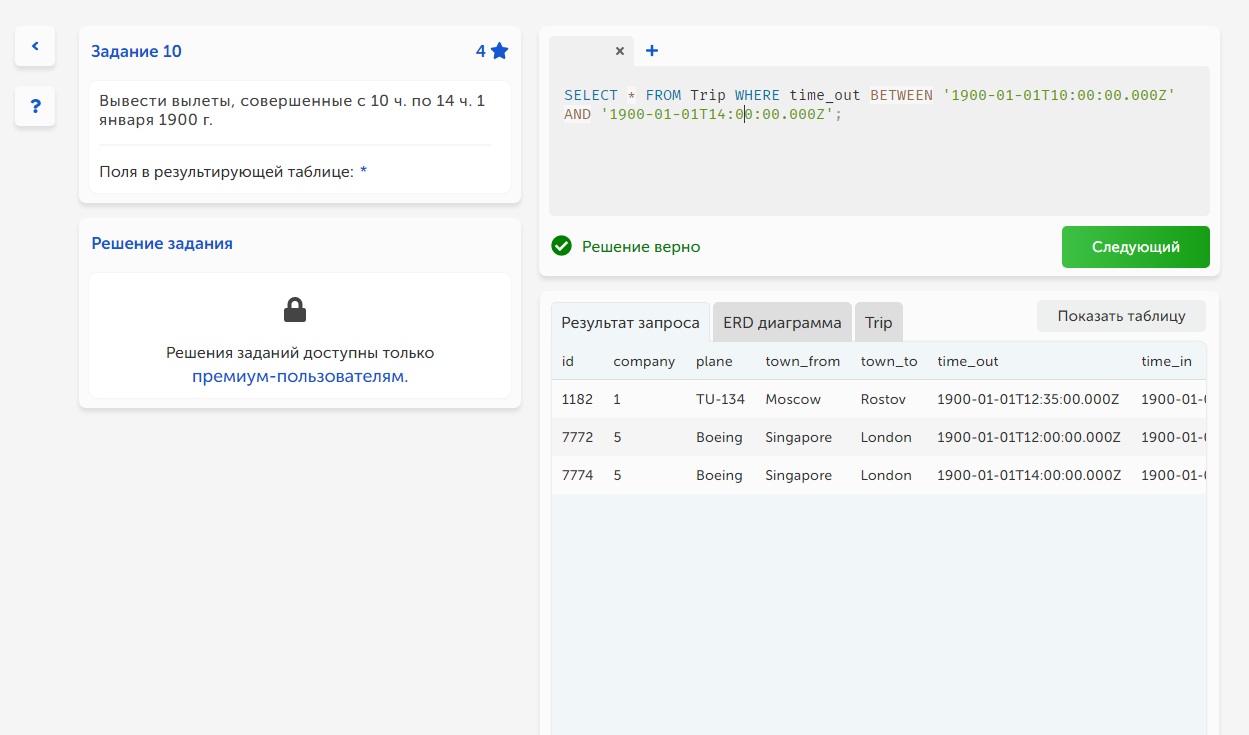 Задание 10
4
Вывести вылеты, совершенные с 10 ч. по 14 ч. 1
января 1900 г.
Поля в результирующей таблице: *
Решение задания
Решения заданий доступны только
премиум-пользователям.
SELECT * FROM Trip WHERE time_out BETWEEN '1900-01-01T10:00:00.000Z'
AND '1900-01-01T14:00:00.000Z';
Решение верно
Следующий
Результат запроса ERD диаграмма Trip
Показать таблицу
id company plane town_from town_to time_out time_in
1182 1 TU-134 Moscow Rostov 1900-01-01T12:35:00.000Z 1900-01-
7772 5 Boeing Singapore London 1900-01-01T12:00:00.000Z 1900-01-
7774 5 Boeing Singapore London 1900-01-01T14:00:00.000Z 1900-01-